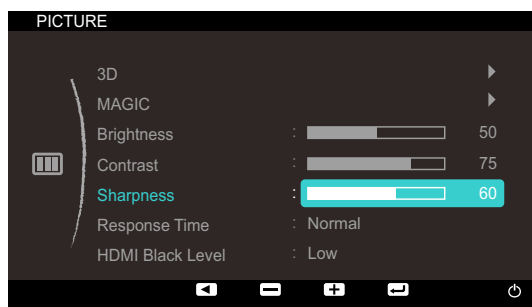 PICTURE
3D
MAGIC
Brightness : 50
Contrast : 75
Sharpness : 60
Response Time : Normal
HDMI Black Level : Low